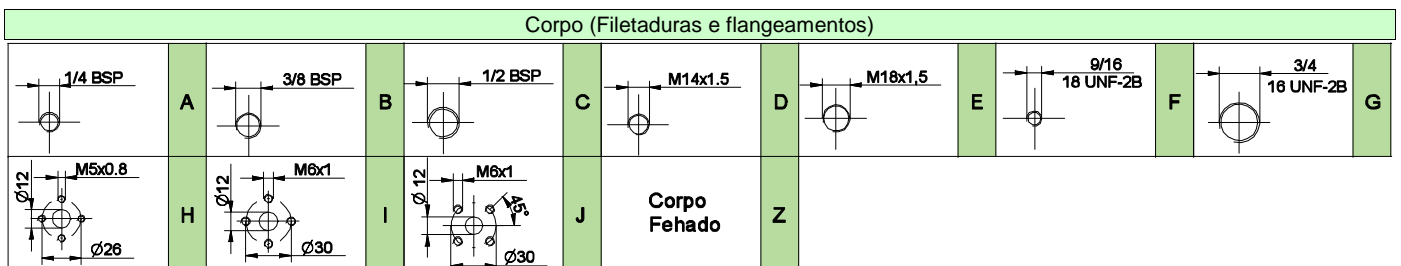 Corpo (Filetaduras e flangeamentos)
1/4 BSP
A
3/8 BSP
B
1/2 BSP
C
M14x1.5
D
M18x1,5
E
9/16
18 UNF-2B
F
3/4
16 UNF-2B
G
M5x0.8
Ø12
Ø26
H
M6x1
Ø12
Ø30
I
M6x1
Ø 12
45°
Ø30
J
Corpo
Fehado
Z